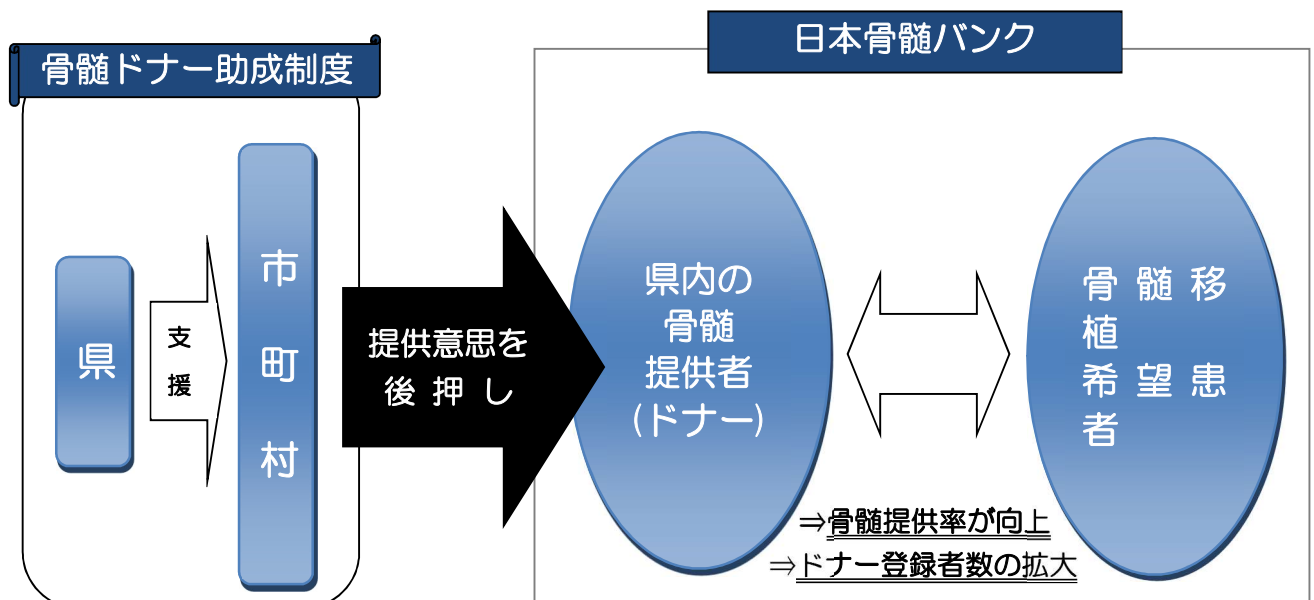 骨髄ドナー助成制度
県
支
援
市
町
村
提供意思を
後 押 し
日本骨髄バンク
県内の
骨髄
提供者
(ドナー)
骨 髄 移
植
希 望 患
者
⇒骨髄提供率が向上
⇒ドナー登録者数の拡大